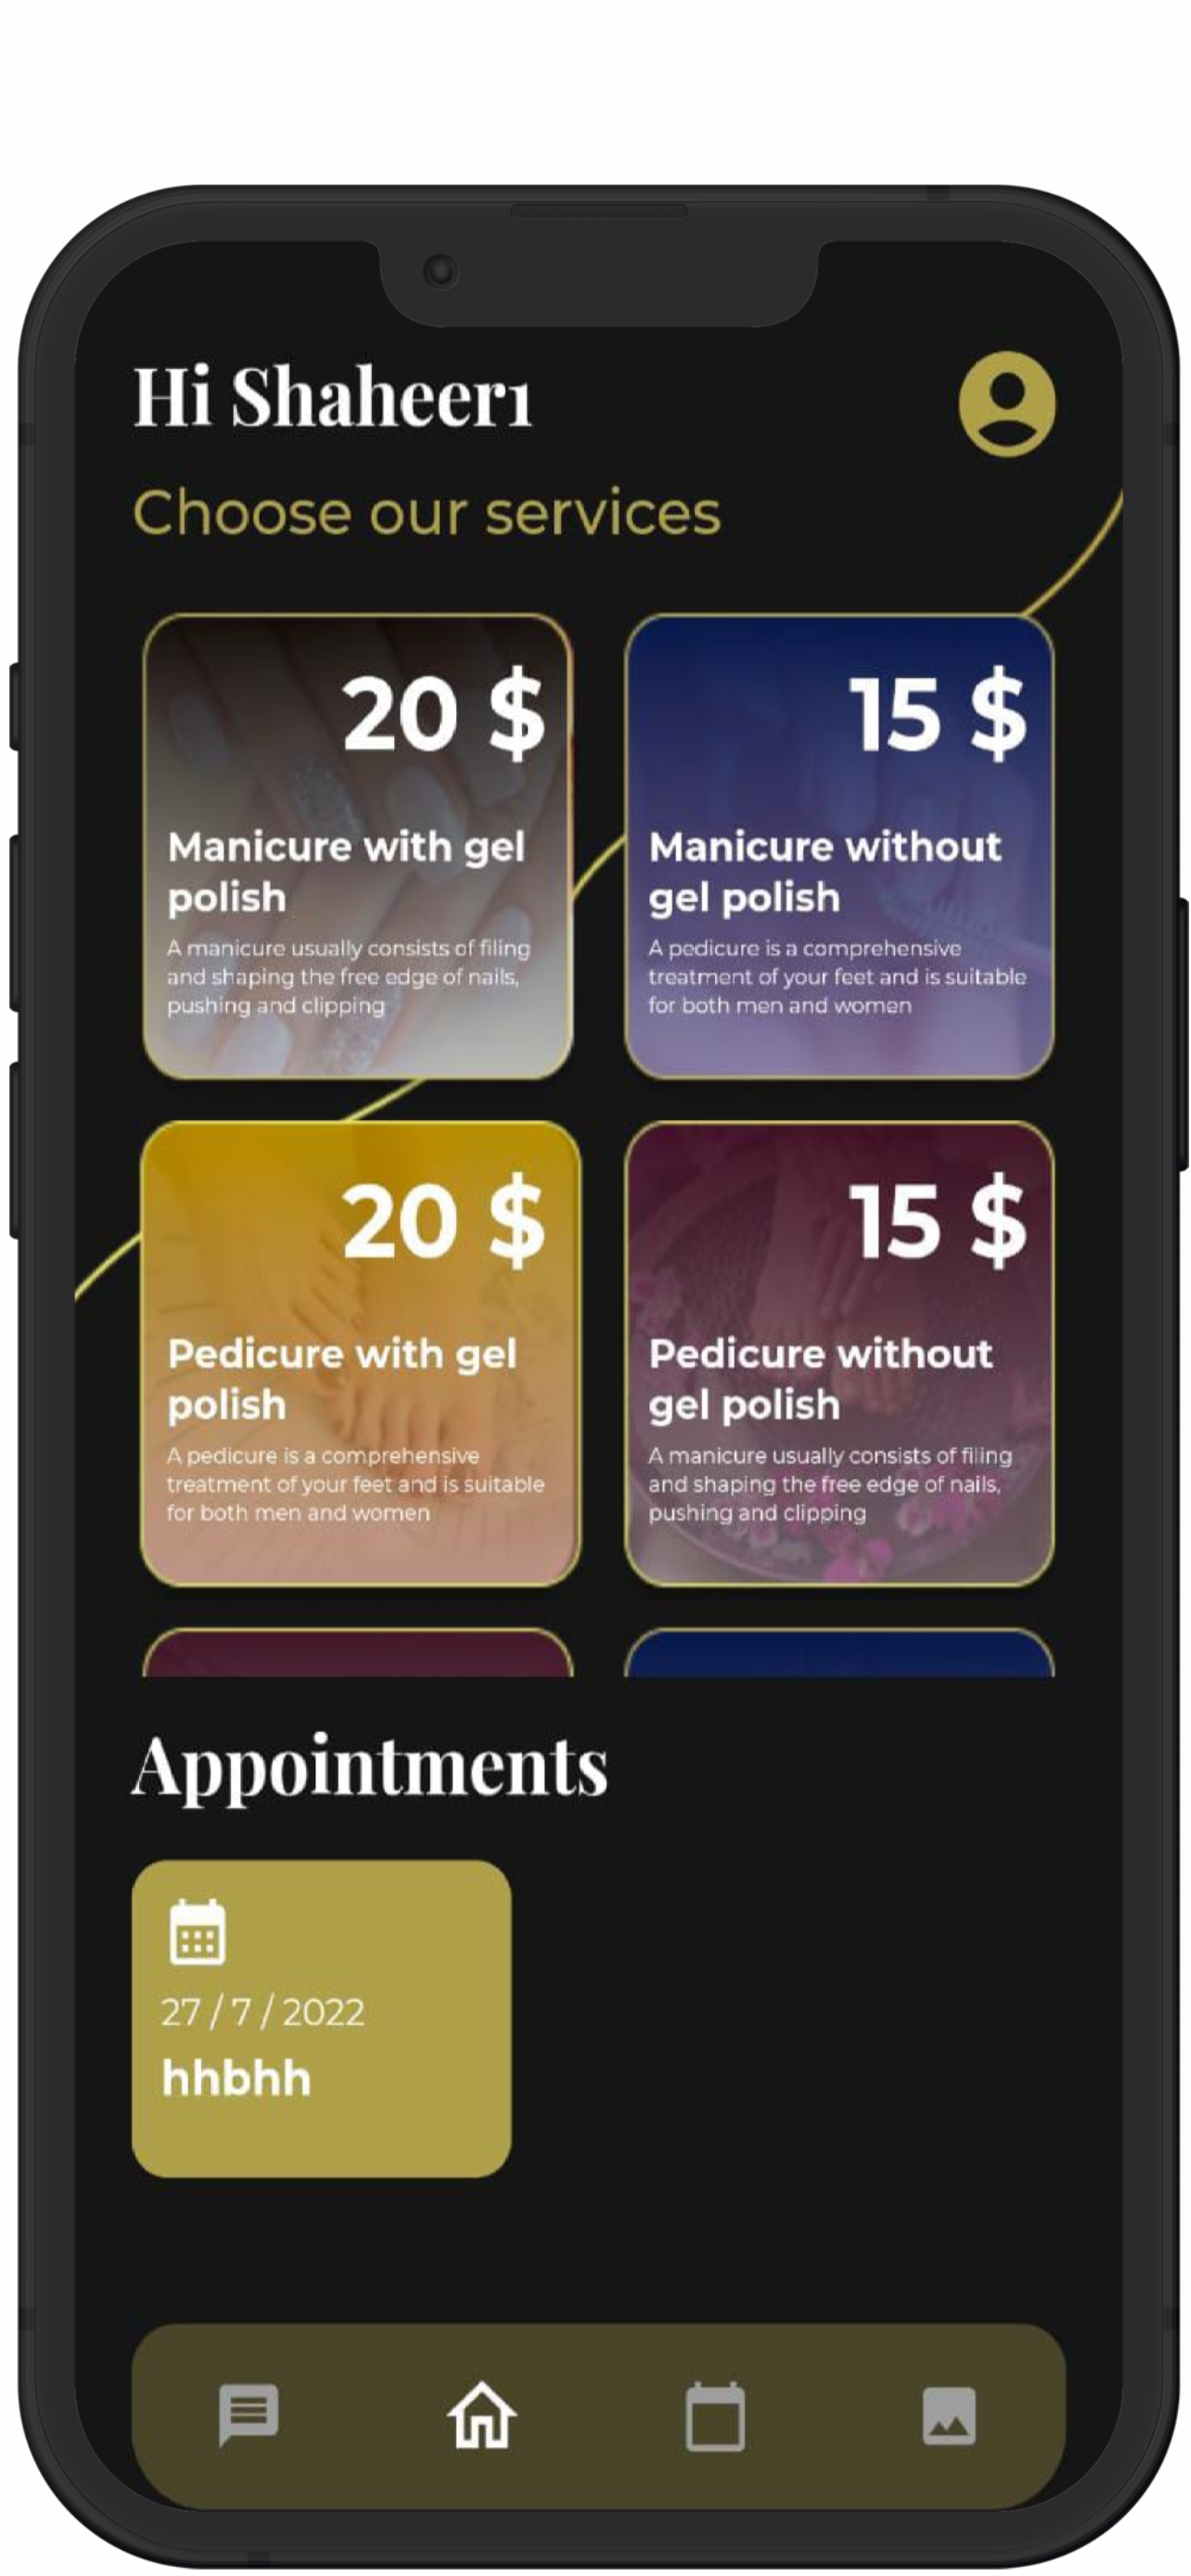 Hi Shaheer1
Choose our services
20 $
Manicure with gel
polish
A manicure usually consists of filing
and shaping the free edge of nails,
pushing and clipping
15 $
Manicure without
gel polish
A pedicure is a comprehensive
treatment of your feet and is suitable
for both men and women
20 $
Pedicure with gel
polish
A pedicure is a comprehensive
treatment of your feet and is suitable
for both men and women
15 $
Pedicure without
gel polish
A manicure usually consists of filing
and shaping the free edge of nails,
pushing and clipping
Appointments
27 / 7 / 2022
hhbhh